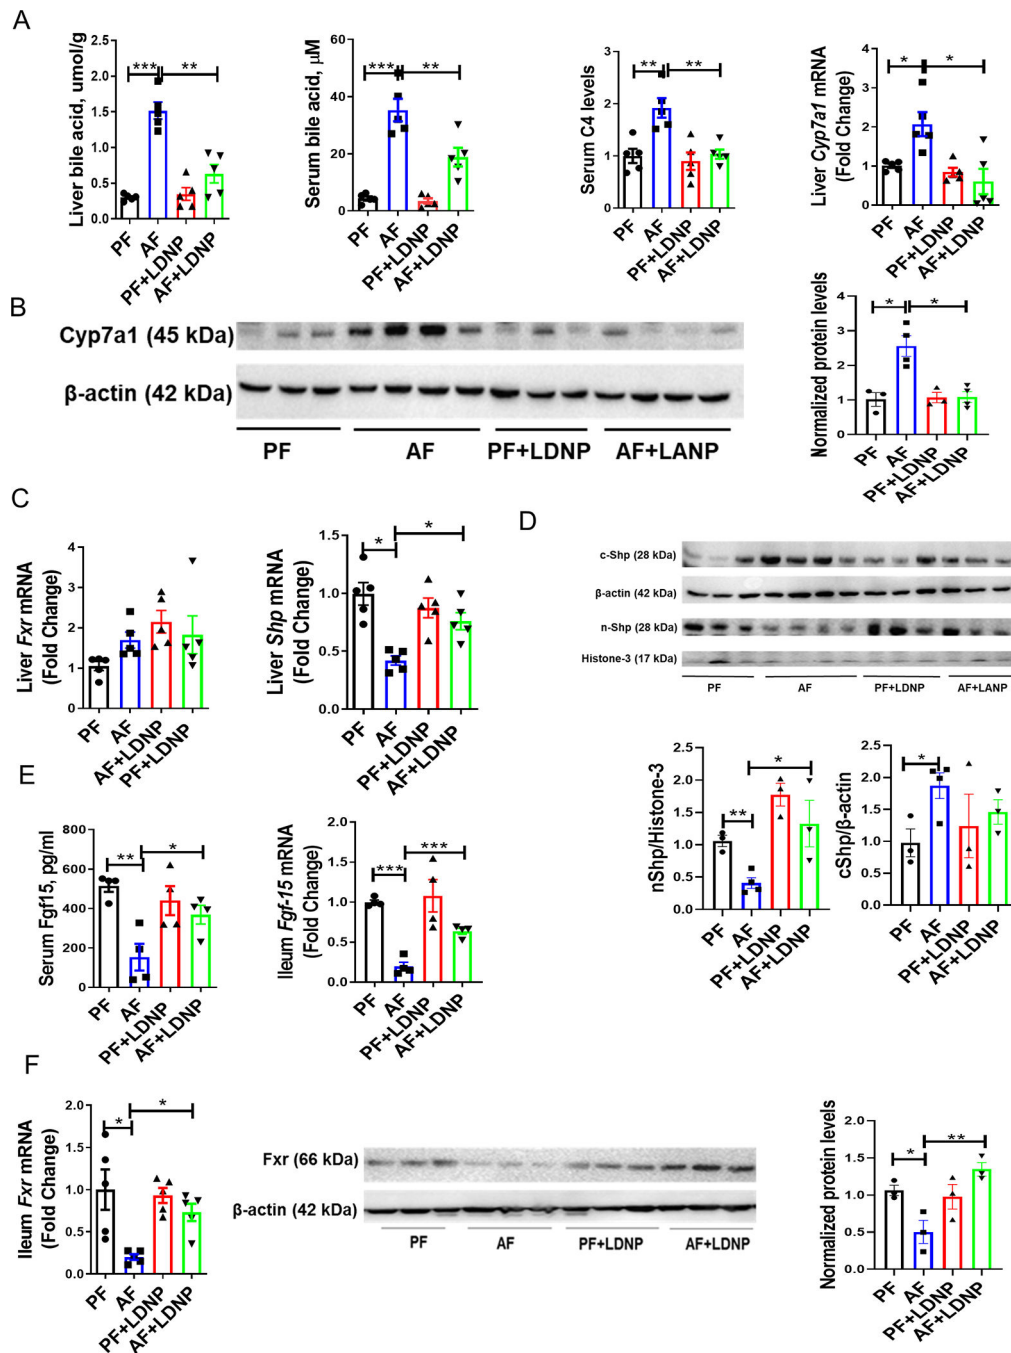 A
Liver bile acid, umol/g
2.5
2.0
1.5
1.0
0.5
0.0
***
**
PF
AF
PF+LDNP
AF+LDNP
Serum bile acid, μM
60
40
20
0
***
**
PF
AF
PF+LDNP
AF+LDNP
Serum C4 levels
3
2
1
0
**
**
PF
AF
PF+LDNP
AF+LDNP
Liver Cyp7a1 mRNA
(Fold Change)
4
3
2
1
0
*
*
PF
AF
PF+LDNP
AF+LDNP
B
Cyp7a1 (45 kDa)
β-actin (42 kDa)
PF
AF
PF+LDNP
AF+LANP
Normalized protein levels
4
3
2
1
0
*
*
PF
AF
PF+LDNP
AF+LDNP
C
Liver Fxr mRNA
(Fold Change)
4
3
2
1
0
PF
AF
AF+LDNP
PF+LDNP
Liver Shp mRNA
(Fold Change)
1.5
1.0
0.5
0.0
*
*
PF
AF
PF+LDNP
AF+LDNP
D
c-Shp (28 kDa)
β-actin (42 kDa)
n-Shp (28 kDa)
Histone-3 (17 kDa)
PF
AF
PF+LDNP
AF+LANP
nShp/Histone-3
2.5
2.0
1.5
1.0
0.5
0.0
**
*
PF
AF
PF+LDNP
AF+LDNP
cShp/β-actin
2.5
2.0
1.5
1.0
0.5
0.0
*
PF
AF
PF+LDNP
AF+LDNP
E
Serum Fgf15, pg/ml
800
600
400
200
0
**
*
PF
AF
PF+LDNP
AF+LDNP
Ileum Fgf-15 mRNA
(Fold Change)
2.0
1.5
1.0
0.5
0.0
***
***
PF
AF
PF+LDNP
AF+LDNP
F
Ileum Fxr mRNA
(Fold Change)
2.0
1.5
1.0
0.5
0.0
*
*
PF
AF
PF+LDNP
AF+LDNP
Fxr (66 kDa)
β-actin (42 kDa)
PF
AF
PF+LDNP
AF+LDNP
Normalized protein levels
2.0
1.5
1.0
0.5
0.0
*
**
PF
AF
PF+LDNP
AF+LDNP